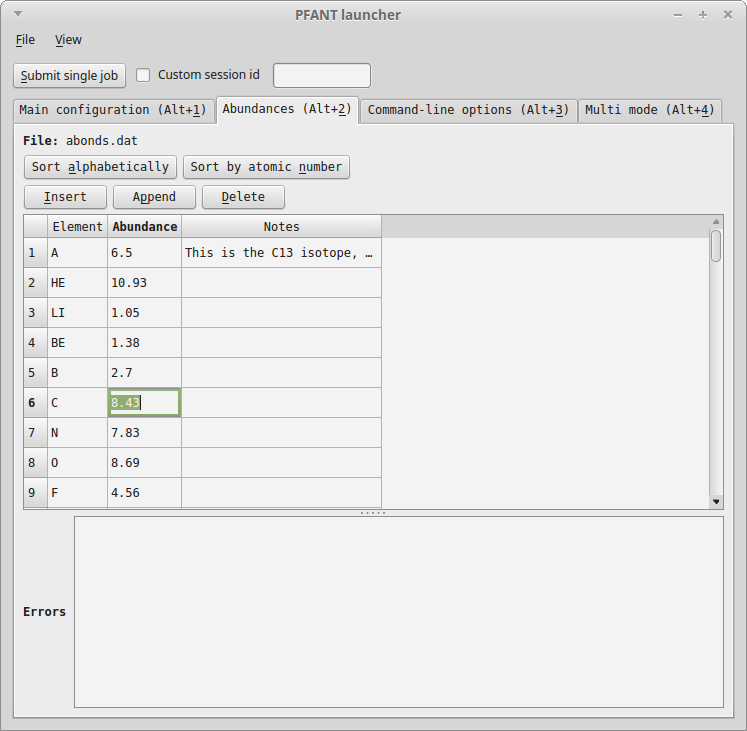 PFANT launcher
File View
Submit single job Custom session id
Main configuration (Alt+1) Abundances (Alt+2) Command-line options (Alt+3) Multi mode (Alt+4)
File: abonds.dat
Sort alphabetically Sort by atomic number
Insert Append Delete
Element Abundance Notes
1 A 6.5 This is the C13 isotope, …
2 HE 10.93
3 LI 1.05
4 BE 1.38
5 B 2.7
6 C 8.43
7 N 7.83
8 O 8.69
9 F 4.56
Errors